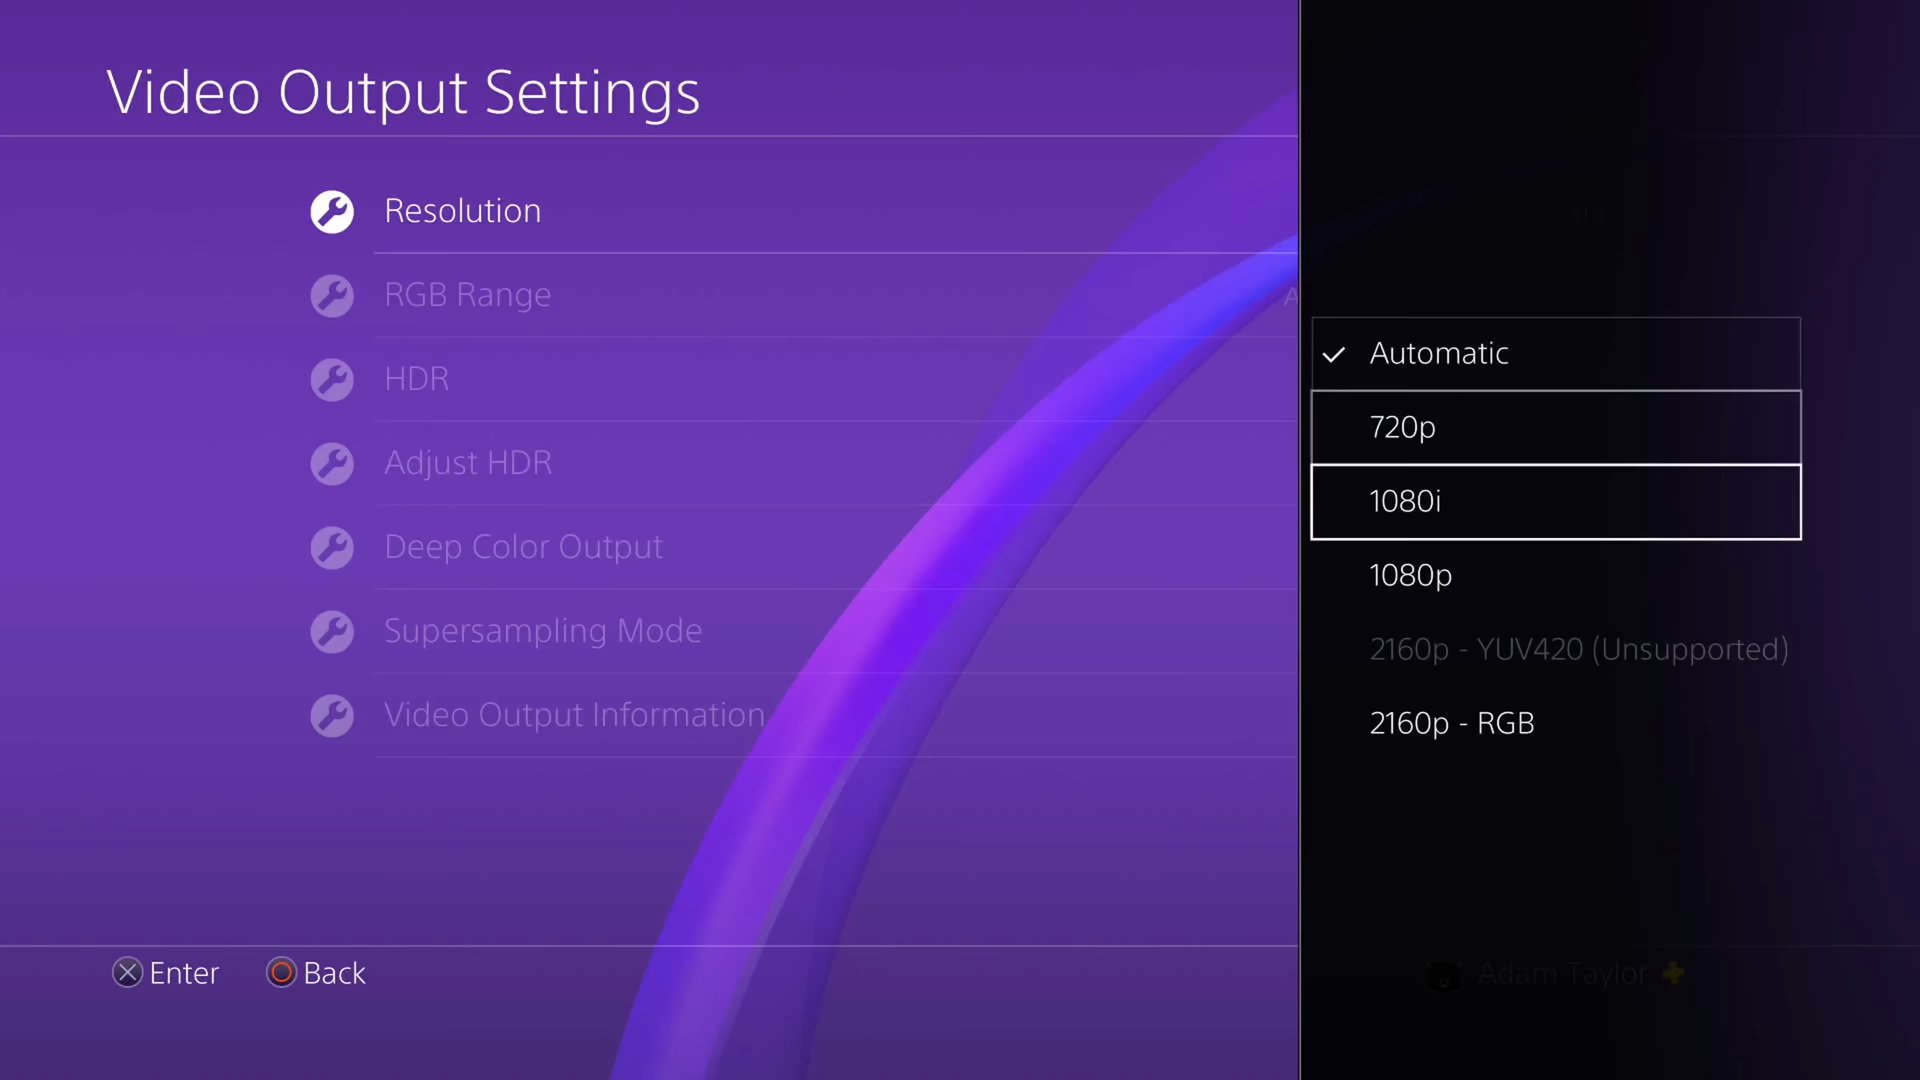 Video Output Settings
Resolution
RGB Range
A
HDR
Adjust HDR
Deep Color Output
Supersampling Mode
Video Output Information
Automatic
720p
1080i
1080p
2160p - YUV420 (Unsupported)
2160p - RGB
Enter
Back
Adam Taylor